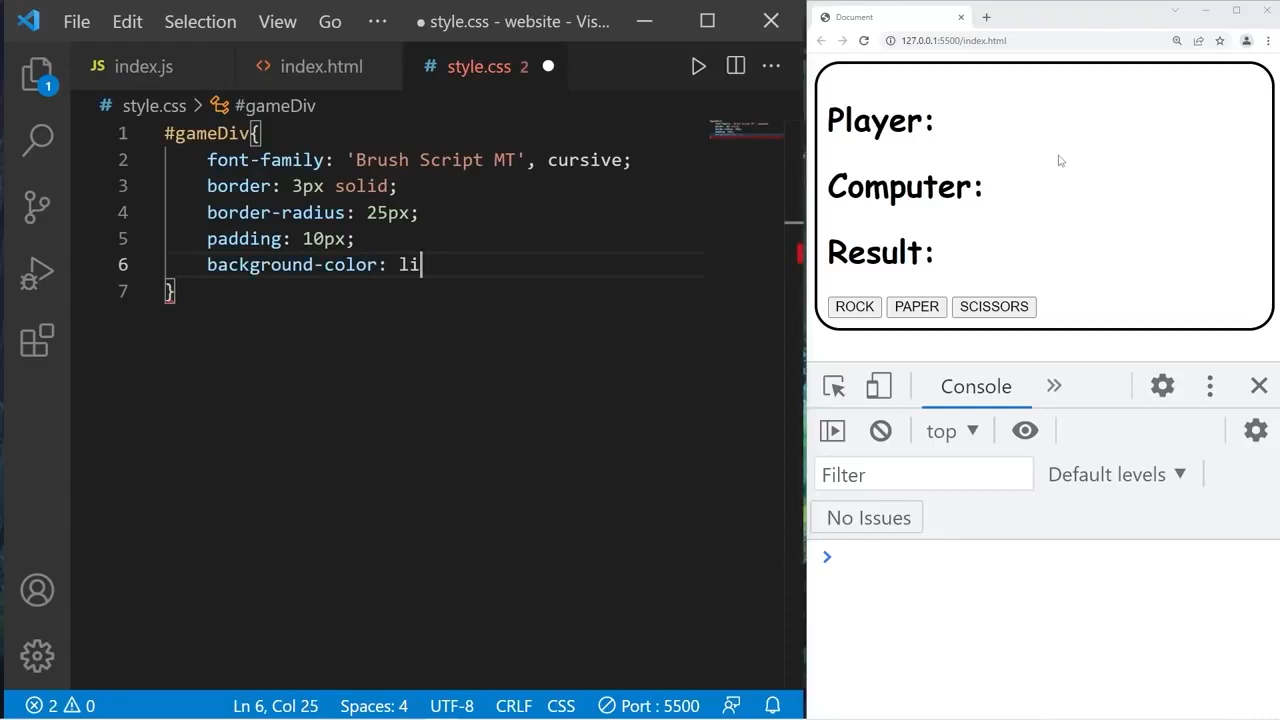 File Edit Selection View Go ··· ● style.css - website - Vis...
JS index.js <> index.html # style.css 2 ●
# style.css > #gameDiv
1 #gameDiv{
2 font-family: 'Brush Script MT', cursive;
3 border: 3px solid;
4 border-radius: 25px;
5 padding: 10px;
6 background-color: li
7 }
1
2 0 Ln 6, Col 25 Spaces: 4 UTF-8 CRLF CSS Port : 5500
Document
127.0.0.1:5500/index.html
Player:
Computer:
Result:
ROCK PAPER SCISSORS
Console »
top ▼
Filter Default levels ▼
No Issues
>